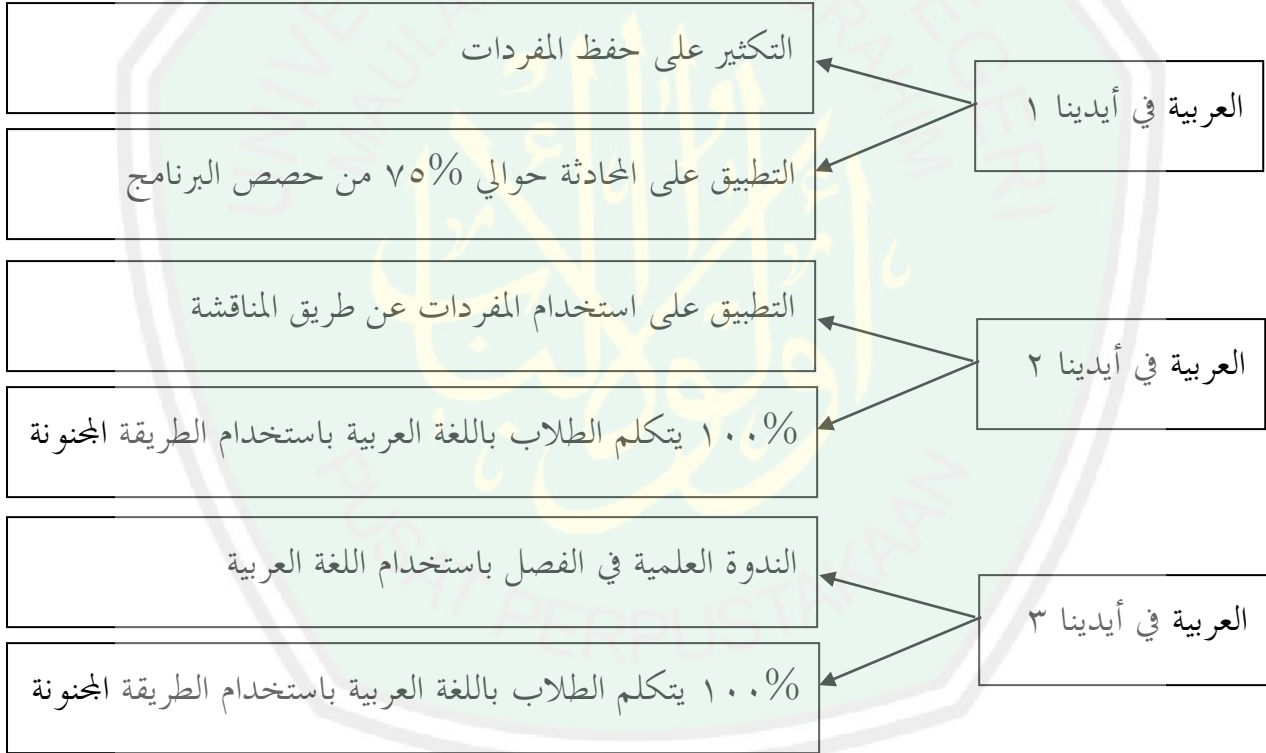 التكثير على حفظ المفردات
العربية في أيدينا ١
التطبيق على المحادثة حوالي %٧٥ من حصص البرنامج
التطبيق على استخدام المفردات عن طريق المناقشة
العربية في أيدينا ٢
%١٠٠ يتكلم الطلاب باللغة العربية باستخدام الطريقة المجنونة
الندوة العلمية في الفصل باستخدام اللغة العربية
العربية في أيدينا ٣
%١٠٠ يتكلم الطلاب باللغة العربية باستخدام الطريقة المجنونة
PUSAT PERPUSTAKAAN